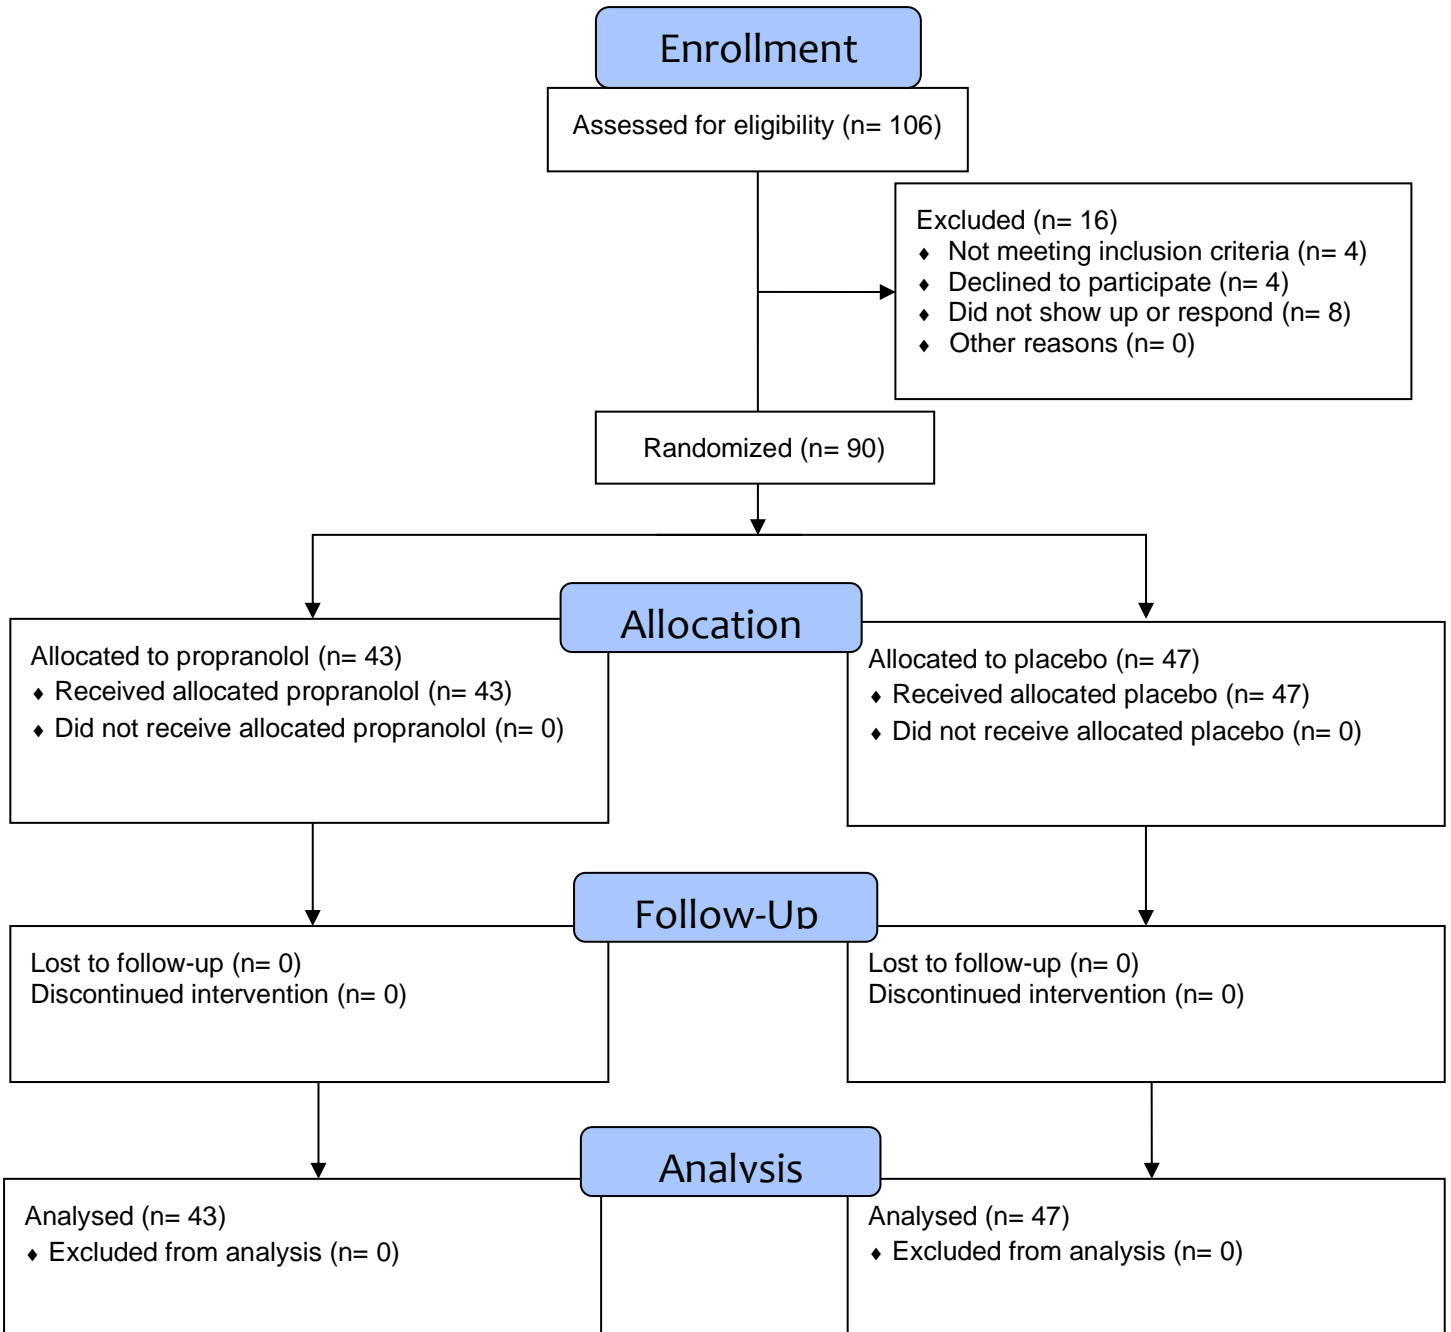 Enrollment
Assessed for eligibility (n= 106)
Excluded (n= 16)
♦ Not meeting inclusion criteria (n= 4)
♦ Declined to participate (n= 4)
♦ Did not show up or respond (n= 8)
♦ Other reasons (n= 0)
Randomized (n= 90)
Allocation
Allocated to propranolol (n= 43)
♦ Received allocated propranolol (n= 43)
♦ Did not receive allocated propranolol (n= 0)
Allocated to placebo (n= 47)
♦ Received allocated placebo (n= 47)
♦ Did not receive allocated placebo (n= 0)
Follow-Up
Lost to follow-up (n= 0)
Discontinued intervention (n= 0)
Lost to follow-up (n= 0)
Discontinued intervention (n= 0)
Analysis
Analysed (n= 43)
♦ Excluded from analysis (n= 0)
Analysed (n= 47)
♦ Excluded from analysis (n= 0)